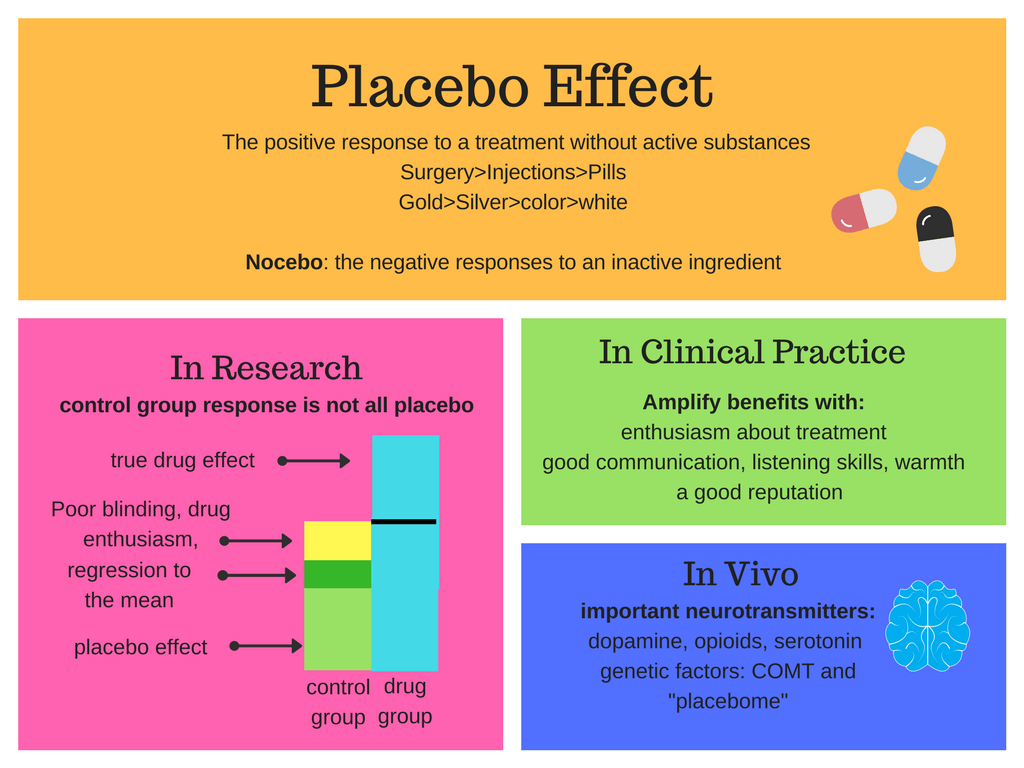 Placebo Effect
The positive response to a treatment without active substances
Surgery>Injections>Pills
Gold>Silver>color>white
Nocebo: the negative responses to an inactive ingredient
In Research
control group response is not all placebo
true drug effect
Poor blinding, drug
enthusiasm,
regression to
the mean
placebo effect
control
group
drug
group
In Clinical Practice
Amplify benefits with:
enthusiasm about treatment
good communication, listening skills, warmth
a good reputation
In Vivo
important neurotransmitters:
dopamine, opioids, serotonin
genetic factors: COMT and
"placebome"